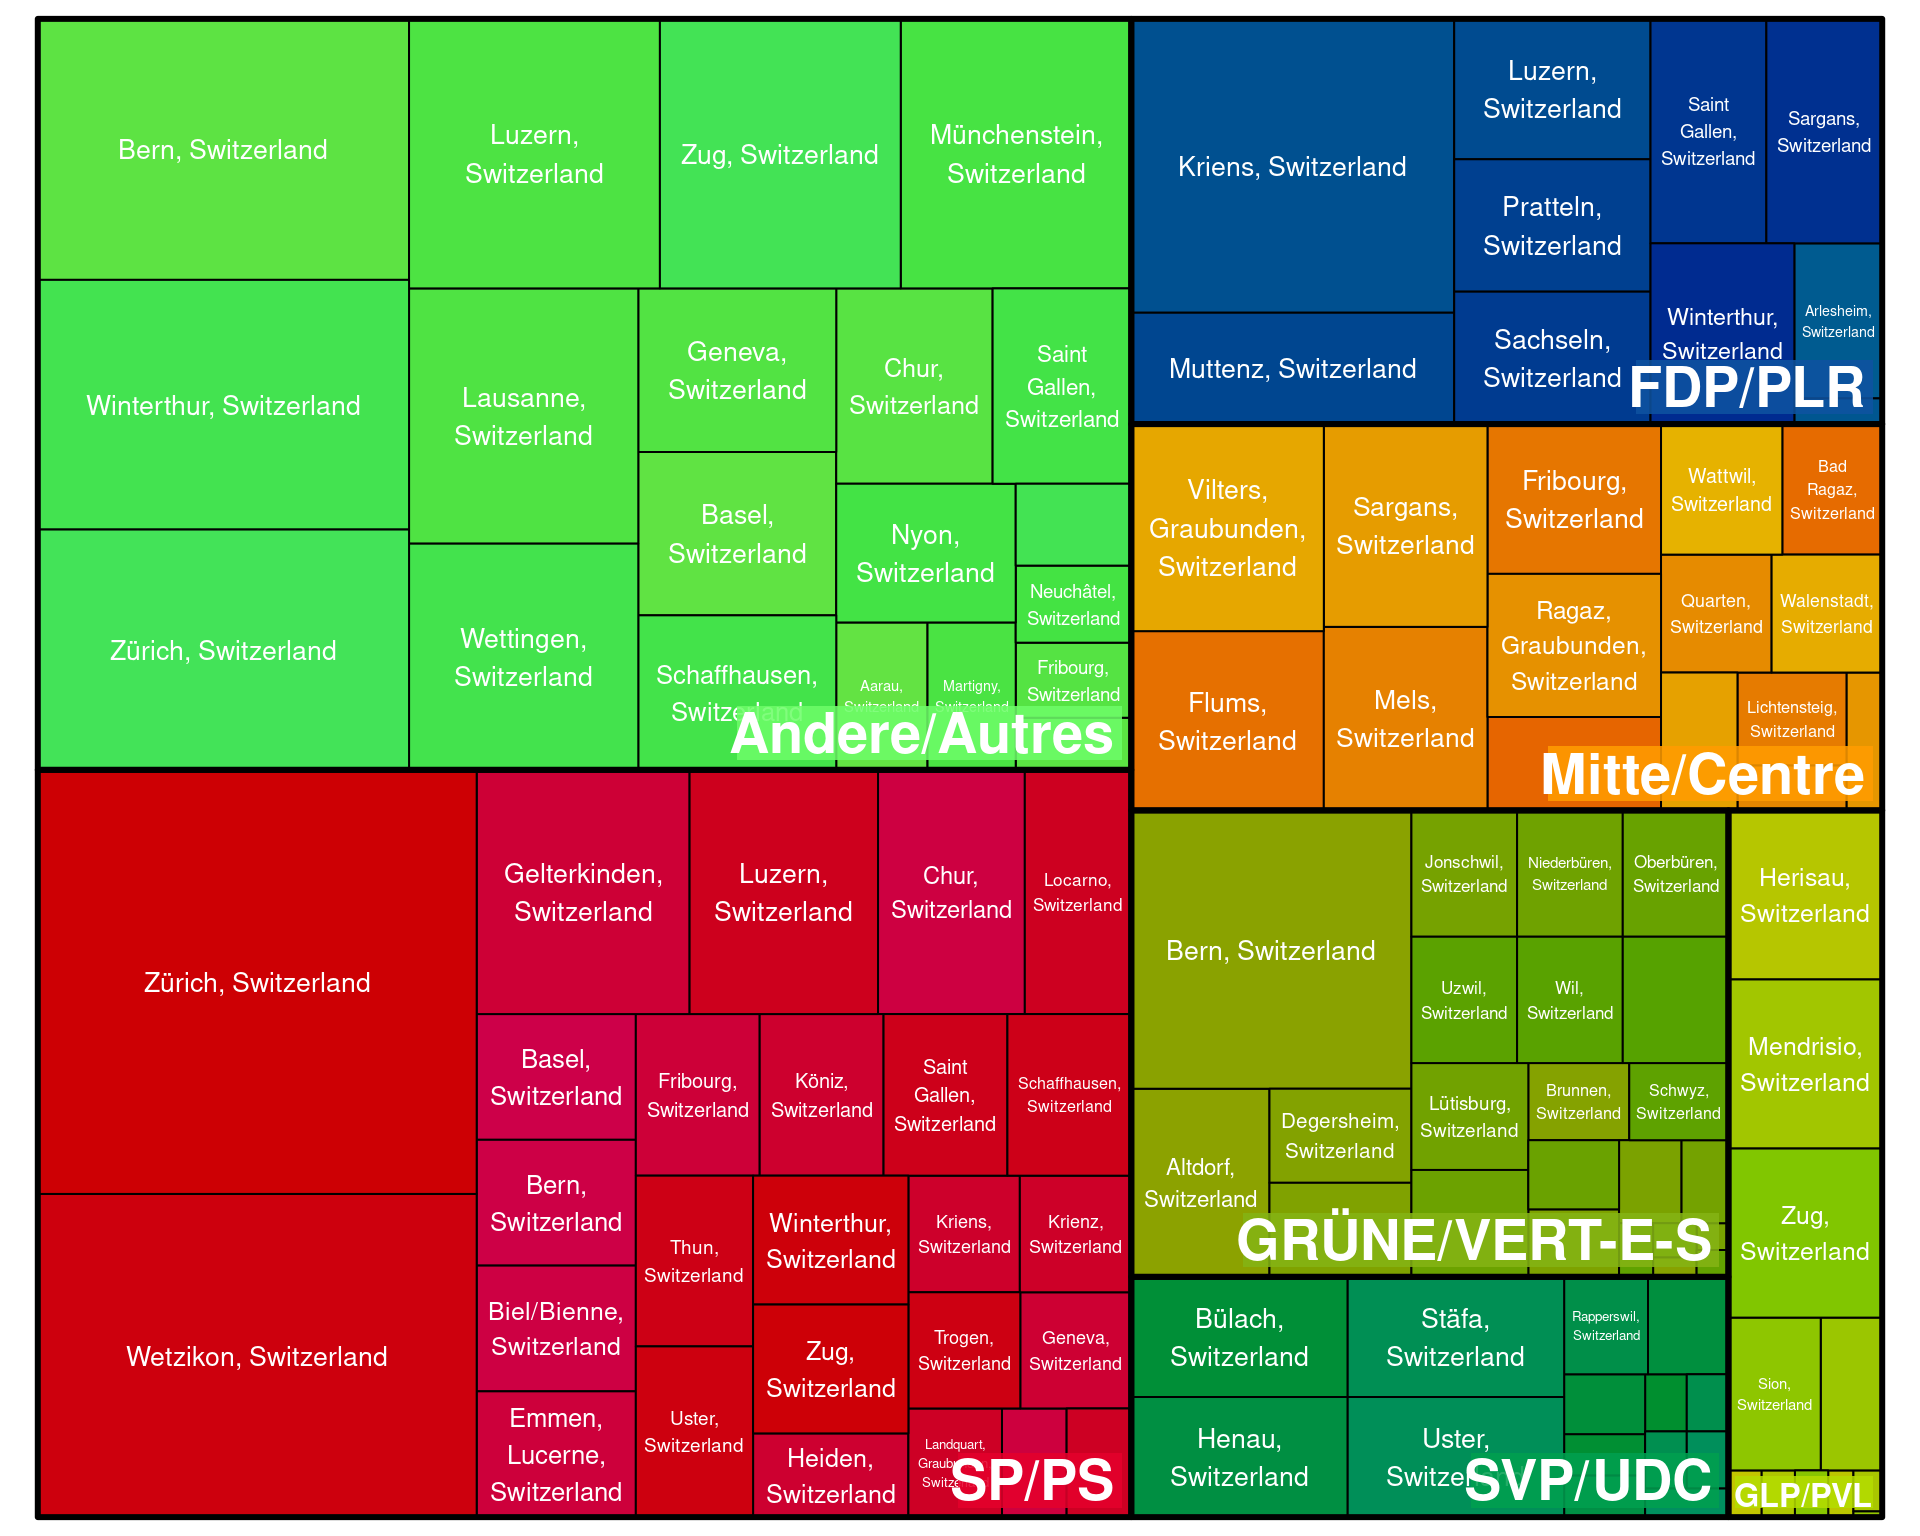 Bern, Switzerland
Winterthur, Switzerland
Zürich, Switzerland
Luzern,
Switzerland
Zug, Switzerland
Münchenstein,
Switzerland
Lausanne,
Switzerland
Wettingen,
Switzerland
Geneva,
Switzerland
Basel,
Switzerland
Schaffhausen,
Switzerland
Chur,
Switzerland
Saint
Gallen,
Switzerland
Nyon,
Switzerland
Neuchâtel,
Switzerland
Fribourg,
Switzerland
Aarau,
Switzerland
Martigny,
Switzerland
Andere/Autres
Kriens, Switzerland
Muttenz, Switzerland
Luzern,
Switzerland
Pratteln,
Switzerland
Sachseln,
Switzerland
Saint
Gallen,
Switzerland
Sargans,
Switzerland
Winterthur,
Switzerland
Arlesheim,
Switzerland
FDP/PLR
Vilters,
Graubunden,
Switzerland
Flums,
Switzerland
Sargans,
Switzerland
Mels,
Switzerland
Fribourg,
Switzerland
Ragaz,
Graubunden,
Switzerland
Wattwil,
Switzerland
Bad
Ragaz,
Switzerland
Quarten,
Switzerland
Walenstadt,
Switzerland
Lichtensteig,
Switzerland
Mitte/Centre
Zürich, Switzerland
Wetzikon, Switzerland
Gelterkinden,
Switzerland
Luzern,
Switzerland
Chur,
Switzerland
Locarno,
Switzerland
Basel,
Switzerland
Bern,
Switzerland
Biel/Bienne,
Switzerland
Emmen,
Lucerne,
Switzerland
Fribourg,
Switzerland
Köniz,
Switzerland
Saint
Gallen,
Switzerland
Schaffhausen,
Switzerland
Thun,
Switzerland
Uster,
Switzerland
Winterthur,
Switzerland
Zug,
Switzerland
Heiden,
Switzerland
Kriens,
Switzerland
Krienz,
Switzerland
Trogen,
Switzerland
Geneva,
Switzerland
Landquart,
SP/PS
Bern, Switzerland
Altdorf,
Switzerland
Degersheim,
Switzerland
Jonschwil,
Switzerland
Niederbüren,
Switzerland
Oberbüren,
Switzerland
Uzwil,
Switzerland
Wil,
Switzerland
Lütisburg,
Switzerland
Brunnen,
Switzerland
Schwyz,
Switzerland
GRÜNE/VERT-E-S
Bülach,
Switzerland
Henau,
Switzerland
Stäfa,
Switzerland
Uster,
Switzerland
Rapperswil,
Switzerland
SVP/UDC
Herisau,
Switzerland
Mendrisio,
Switzerland
Zug,
Switzerland
Sion,
Switzerland
GLP/PVL